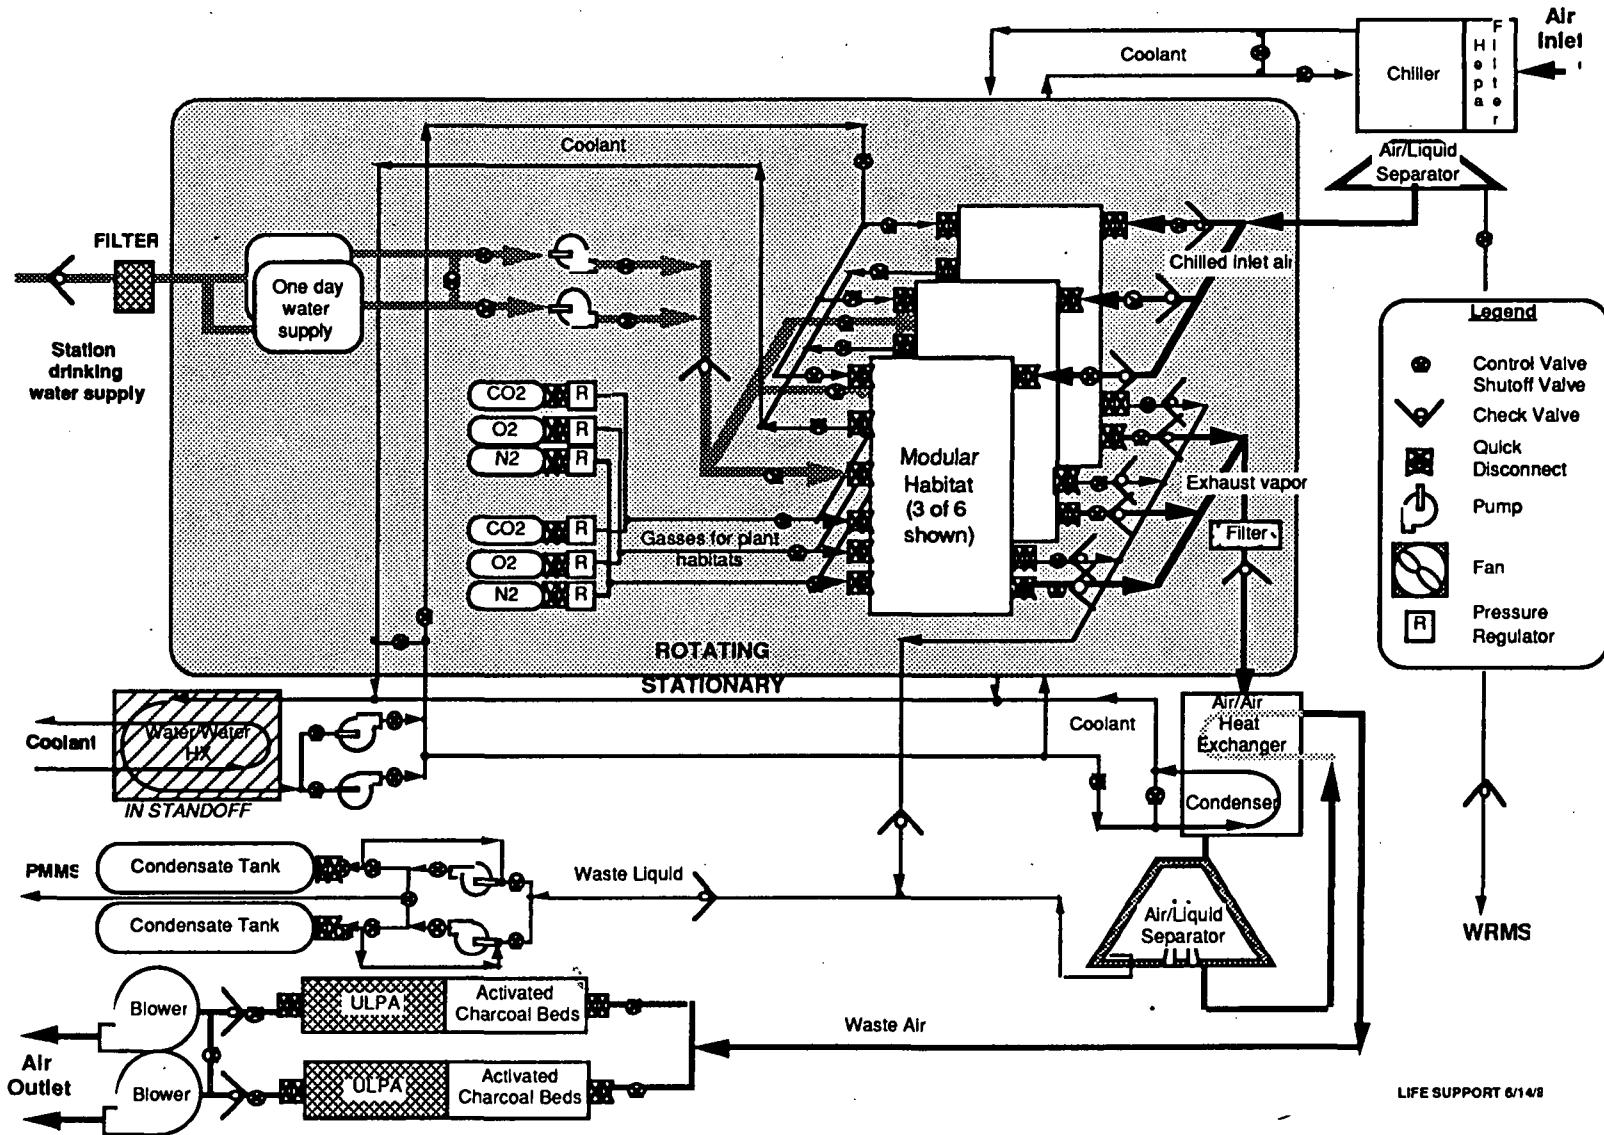 Air
Inlet
Coolant
Chiller
Hepa
Filter
Air/Liquid
Separator
Coolant
FILTER
One day
water
supply
Station
drinking
water supply
Chilled inlet air
Legend
Control Valve
Shutoff Valve
Check Valve
Quick
Disconnect
Pump
Fan
R
Pressure
Regulator
CO2
R
O2
R
N2
R
CO2
R
O2
R
N2
R
Gasses for plant
habitats
Modular
Habitat
(3 of 6
shown)
Exhaust vapor
Filter
ROTATING
STATIONARY
Coolant
Water/Water
HX
IN STANDOFF
Coolant
Air/Air
Heat
Exchanger
Condenser
PMMS
Condensate Tank
Condensate Tank
Waste Liquid
Air/Liquid
Separator
WRMS
Blower
ULPA
Activated
Charcoal Beds
Waste Air
Air
Outlet
Blower
ULPA
Activated
Charcoal Beds
LIFE SUPPORT 6/14/8